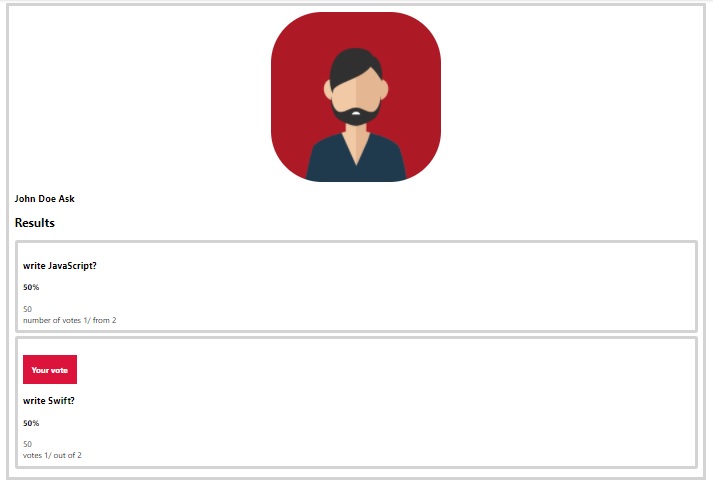 John Doe Ask
Results
write JavaScript?
50%
50
number of votes 1/ from 2
Your vote
write Swift?
50%
50
votes 1/ out of 2